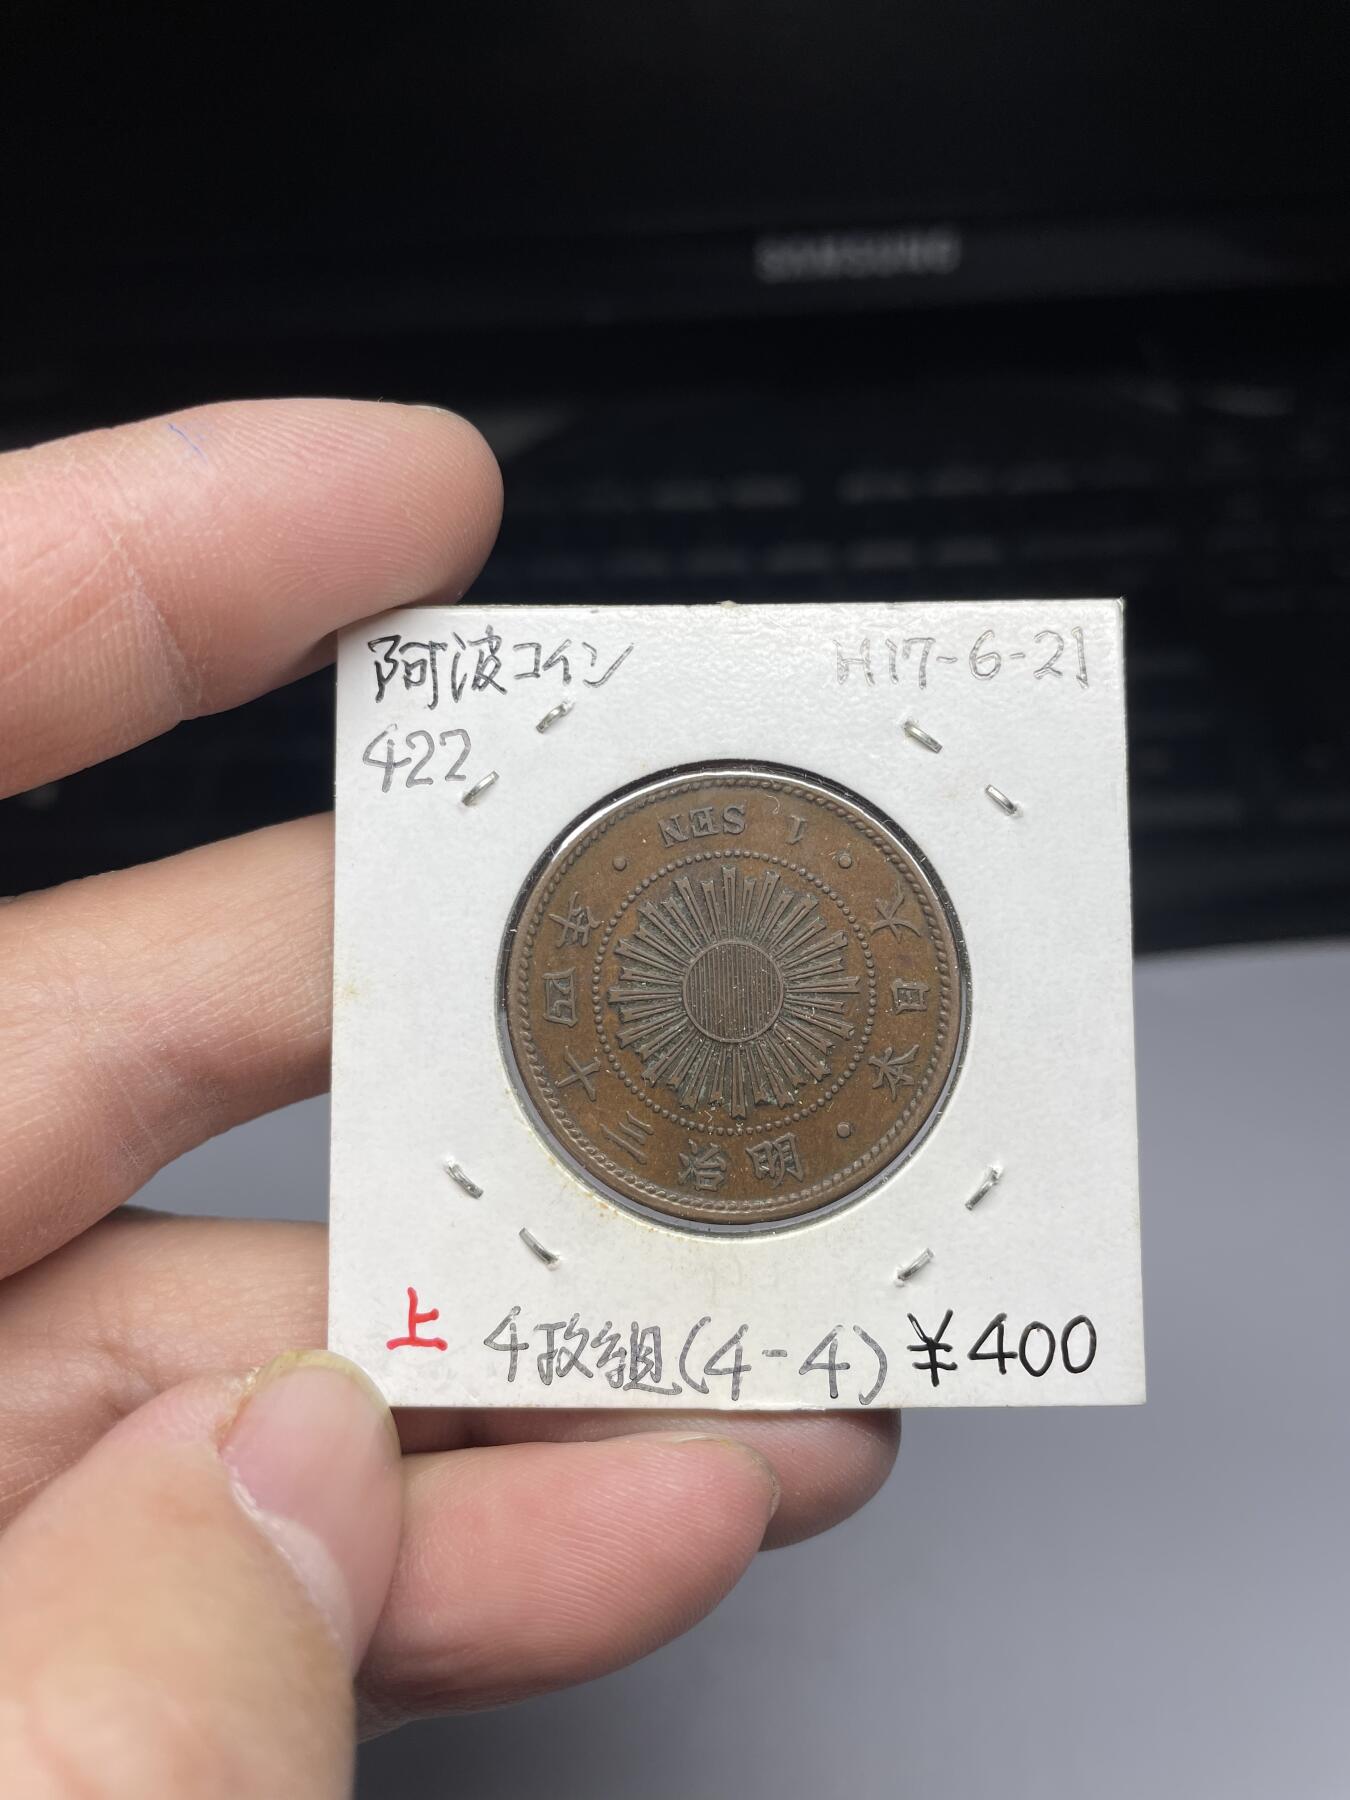 SAMSUNG
阿波コイン H17-6-21
422
大日本・明治三十四年・1 SEN・
上 4枚組(4-4) ¥400